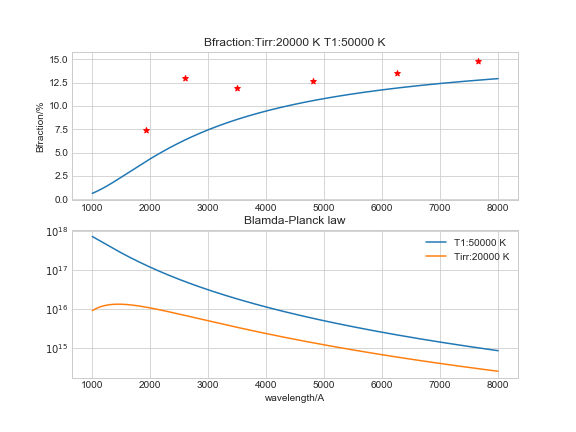 Bfraction:Tirr:20000 K T1:50000 K
Bfraction/%
15.0
12.5
10.0
7.5
5.0
2.5
0.0
1000 2000 3000 4000 5000 6000 7000 8000
Blamda-Planck law
10^18
10^17
10^16
10^15
T1:50000 K
Tirr:20000 K
1000 2000 3000 4000 5000 6000 7000 8000
wavelength/A